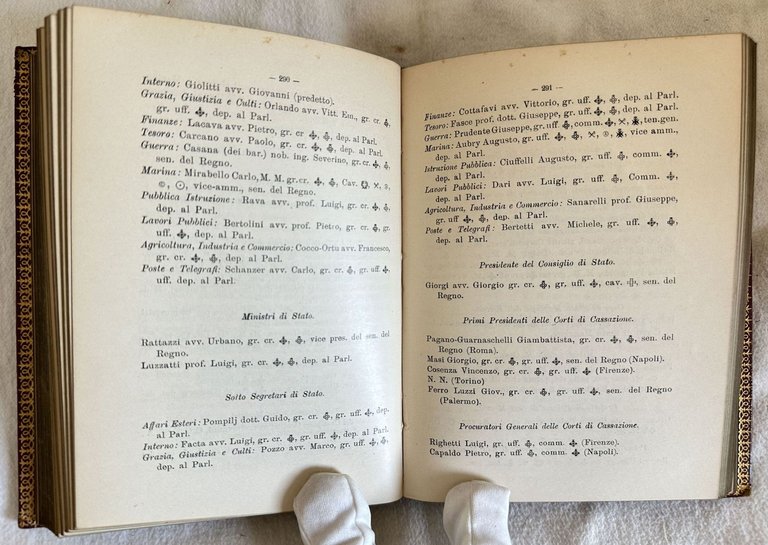 — 290 —
Interno: Giolitti avv. Giovanni (predetto).
Grazia, Giustizia e Culti: Orlando avv. Vitt. Em., gr. cr.
gr. uff. , dep. al Parl.
Finanze: Lacava avv. Pietro, gr. cr , , dep. al Parl.
Tesoro: Carcano avv. Paolo, gr. cr. , , dep. al Parl.
Guerra: Casana (dei bar.) nob. ing. Severino, gr. cr. , ,
sen. del Regno.
Marina: Mirabello Carlo, M. M. gr. cr. , , Cav. , , ,
, , vice-amm., sen. del Regno.
Pubblica Istruzione: Rava avv. prof. Luigi, gr. cr. , ,
dep. al Parl.
Lavori Pubblici: Bertolini avv. prof. Pietro, gr. cr. , gr.
uff. , dep. al Parl.
Agricoltura, Industria e Commercio: Cocco-Ortu avv. Francesco,
gr. cr. , , dep. al Parl.
Poste e Telegrafi: Schanzer avv. Carlo, gr. cr. , gr. uff.
uff. dep. al Parl.
Ministri di Stato.
Rattazzi avv. Urbano, gr. cr. , , vice pres. del sen. del
Regno.
Luzzatti prof. Luigi, gr. cr. , , dep. al Parl.
Sotto Segretari di Stato.
Affari Esteri: Pompilj dott. Guido, gr. cr. , gr. uff. , dep.
al Parl.
Interno: Facta avv. Luigi, gr. cr. , gr. uff. , dep. al Parl.
Grazia, Giustizia e Culti: Pozzo avv. Marco, gr. uff. , ,
dep. al Parl.
— 291 —
Finanze: Cottafavi avv. Vittorio, gr. uff. , , dep. al Parl.
Tesoro: Fasce prof. dott. Giuseppe, gr. uff. , , dep. al Parl.
Guerra: Prudente Giuseppe, gr. uff. , comm. , , , ten. gen.
Marina: Aubry Augusto, gr. uff. , , , , , vice amm.,
dep. al Parl.
Istruzione Pubblica: Ciuffelli Augusto, gr. uff. , comm. ,
dep. al Parl.
Lavori Pubblici: Dari avv. Luigi, gr. uff. , Comm. ,
dep. al Parl.
Agricoltura, Industria e Commercio: Sanarelli prof. Giuseppe,
gr. uff , , dep. al Parl.
Poste e Telegrafi: Bertetti avv. Michele, gr. uff. , ,
dep. al Parl.
Presidente del Consiglio di Stato.
Giorgi avv. Giorgio gr. cr. , gr. uff. , cav. , sen. del
Regno.
Primi Presidenti delle Corti di Cassazione.
Pagano-Guarnaschelli Giambattista, gr. cr. , , sen. del
Regno (Roma).
Masi Giorgio, gr. cr. , gr. uff. , sen. del Regno (Napoli).
Cosenza Vincenzo, gr. cr. , gr. uff. (Firenze).
N. N. (Torino)
Ferro Luzzi Giov., gr. cr. , gr. uff. , sen. del Regno
(Palermo).
Procuratori Generali delle Corti di Cassazione.
Righetti Luigi, gr. uff. , comm. (Firenze).
Capaldo Pietro, gr. uff. , comm. (Napoli).